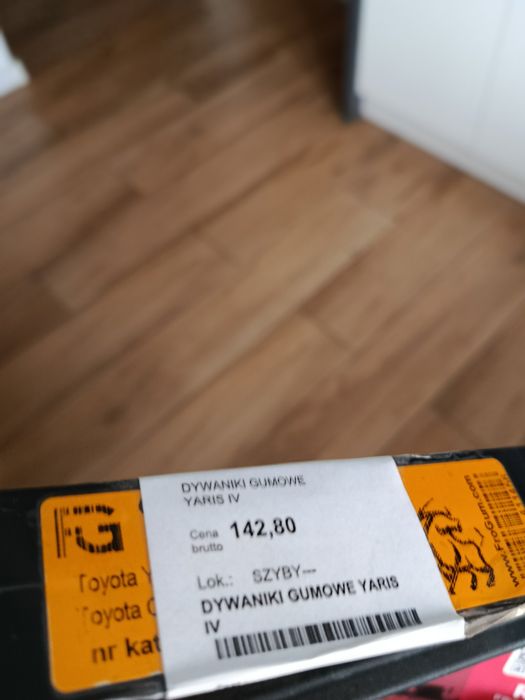 DYWANIKI GUMOWE
YARIS IV
Cena
brutto
142,80
Lok.: SZYBY---
DYWANIKI GUMOWE YARIS
IV
FG
Toyota Y
Toyota
nr kat
www.FroGum.com